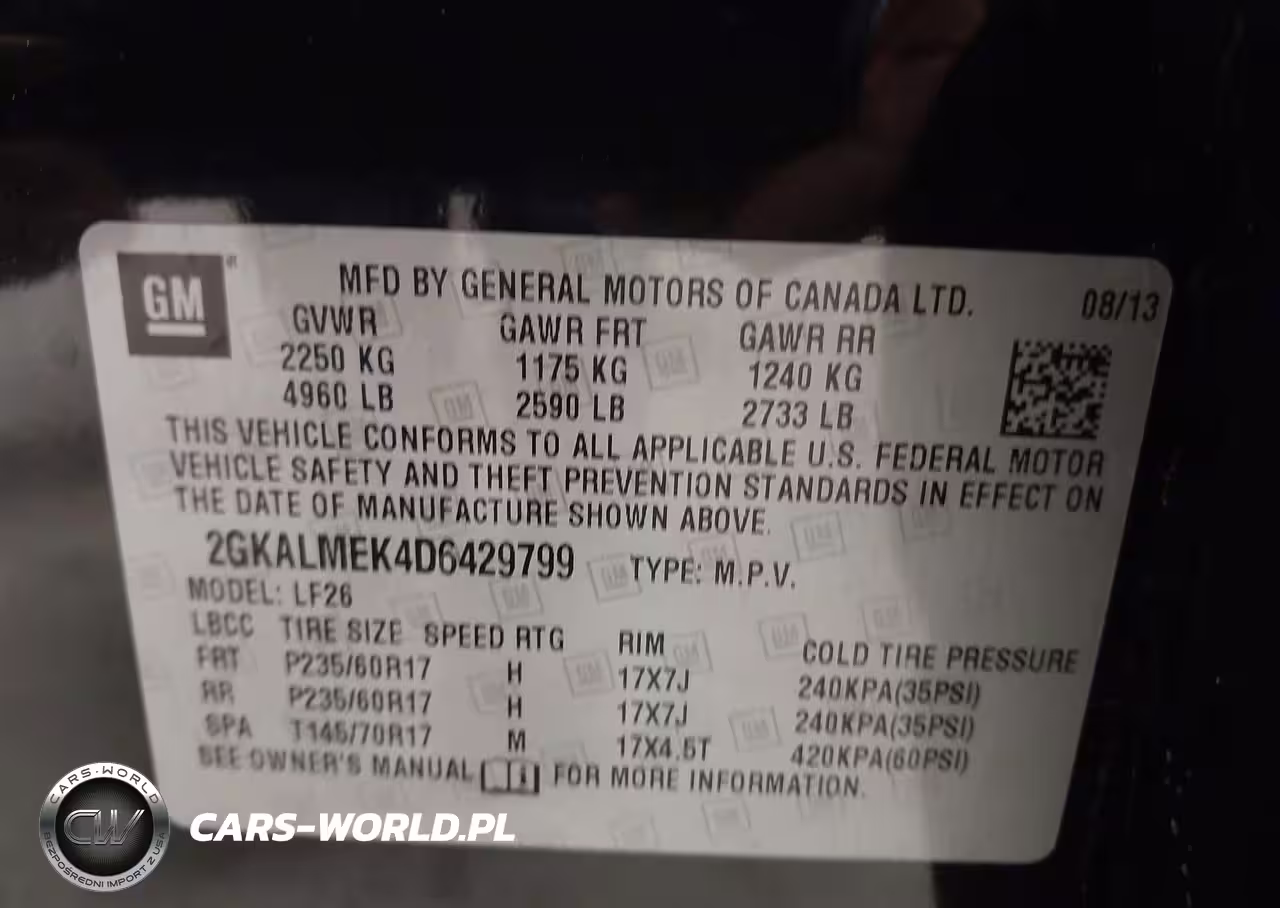 GM
MFD BY GENERAL MOTORS OF CANADA LTD.
08/13
GVWR GAWR FRT GAWR RR
2250 KG 1175 KG 1240 KG
4960 LB 2590 LB 2733 LB
THIS VEHICLE CONFORMS TO ALL APPLICABLE U.S. FEDERAL MOTOR
VEHICLE SAFETY AND THEFT PREVENTION STANDARDS IN EFFECT ON
THE DATE OF MANUFACTURE SHOWN ABOVE.
2GKALMEK4D6429799 TYPE: M.P.V.
MODEL: LF26
LBCC TIRE SIZE SPEED RTG RIM COLD TIRE PRESSURE
FRT P235/60R17 H 17X7J 240KPA(35PSI)
RR P235/60R17 H 17X7J 240KPA(35PSI)
SPA T145/70R17 M 17X4.5T 420KPA(60PSI)
SEE OWNER'S MANUAL FOR MORE INFORMATION.
CARS-WORLD
CW
BEZPOŚREDNI IMPORT Z USA
CARS-WORLD.PL